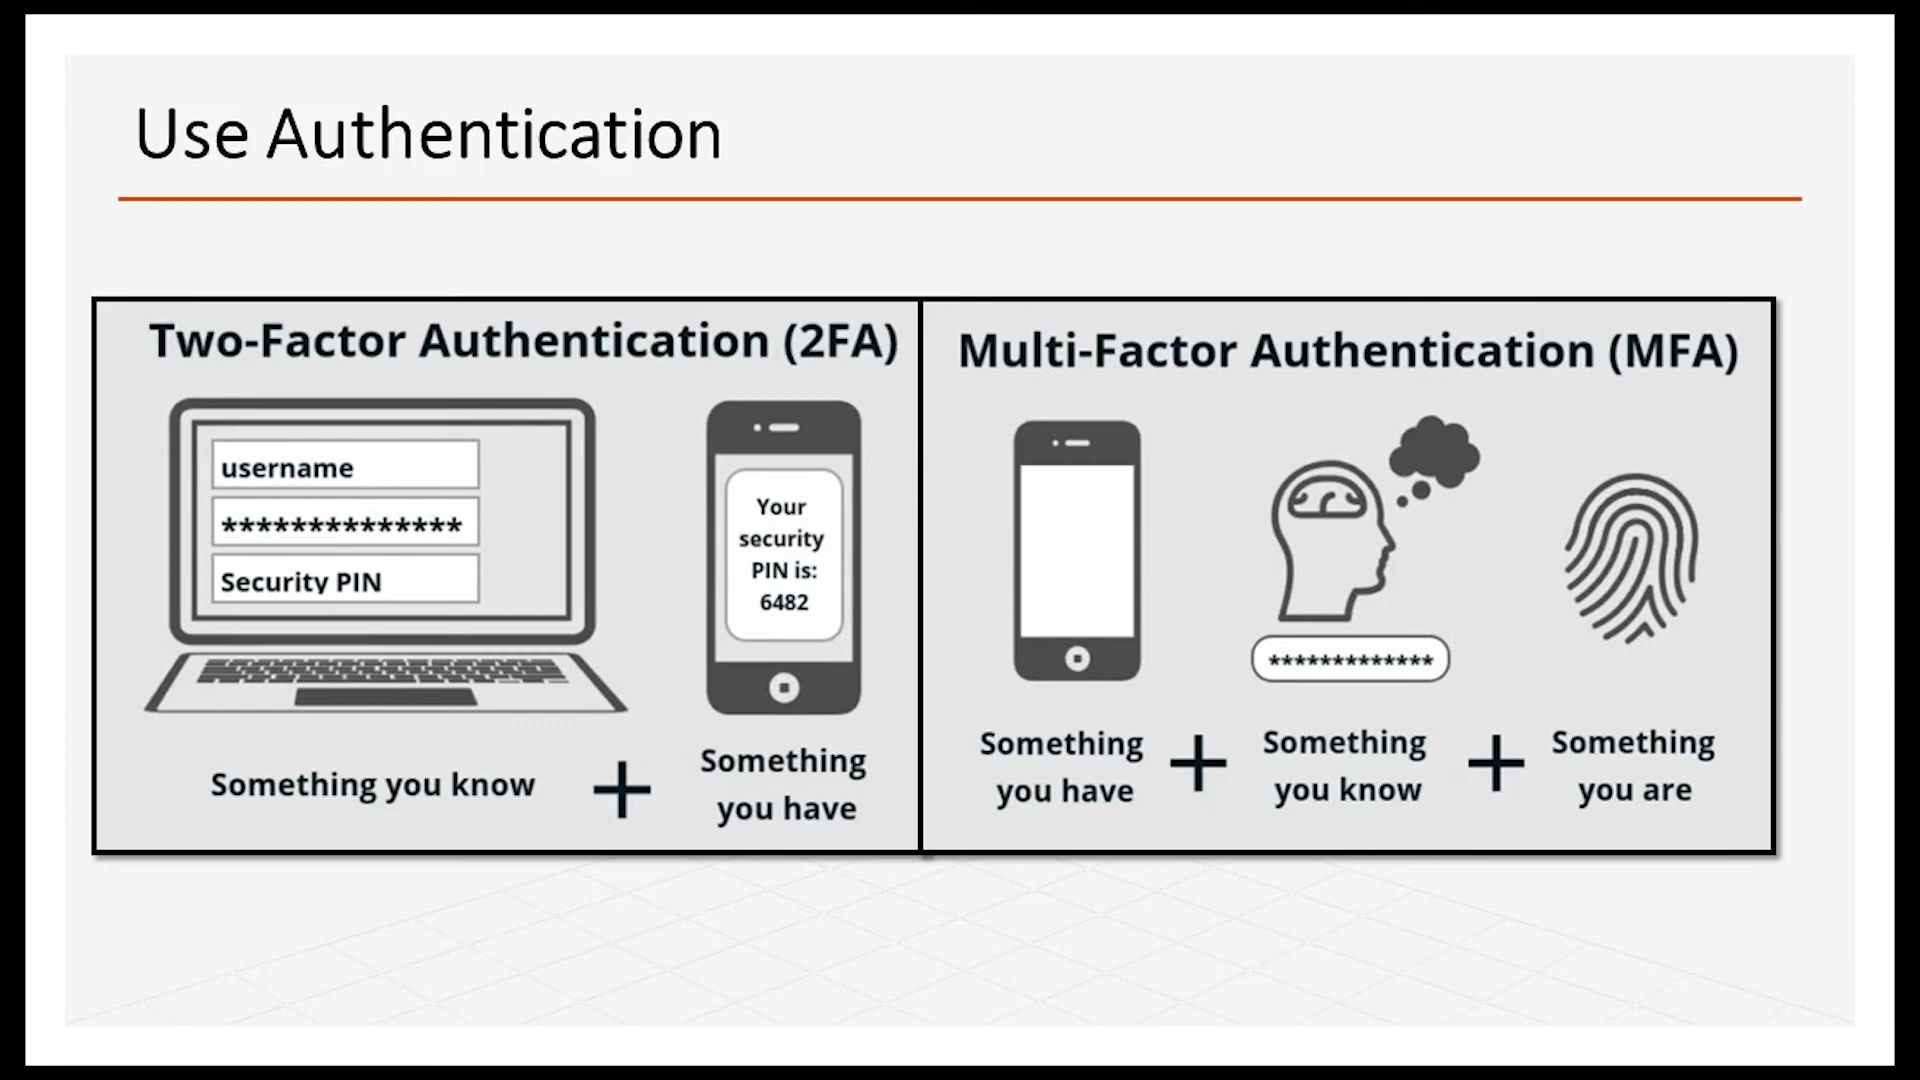 Use Authentication
Two-Factor Authentication (2FA)
username
**************
Security PIN
Your
security
PIN is:
6482
Something you know
+
Something
you have
Multi-Factor Authentication (MFA)
*************
Something
you have
+
Something
you know
+
Something
you are